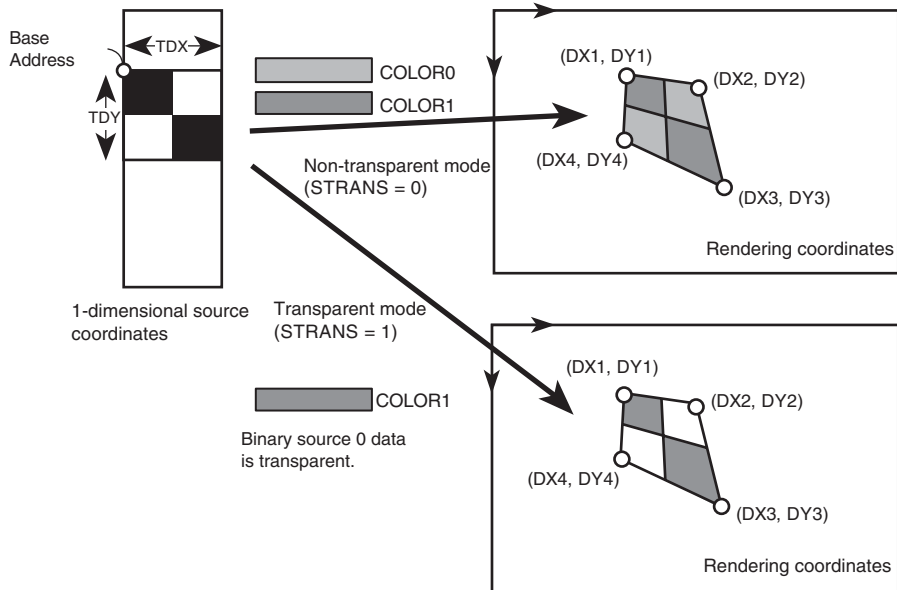 Base
Address
TDX
TDY
COLOR0
COLOR1
Non-transparent mode
(STRANS = 0)
(DX1, DY1)
(DX2, DY2)
(DX4, DY4)
(DX3, DY3)
Rendering coordinates
1-dimensional source
coordinates
Transparent mode
(STRANS = 1)
COLOR1
Binary source 0 data
is transparent.
(DX1, DY1)
(DX2, DY2)
(DX4, DY4)
(DX3, DY3)
Rendering coordinates